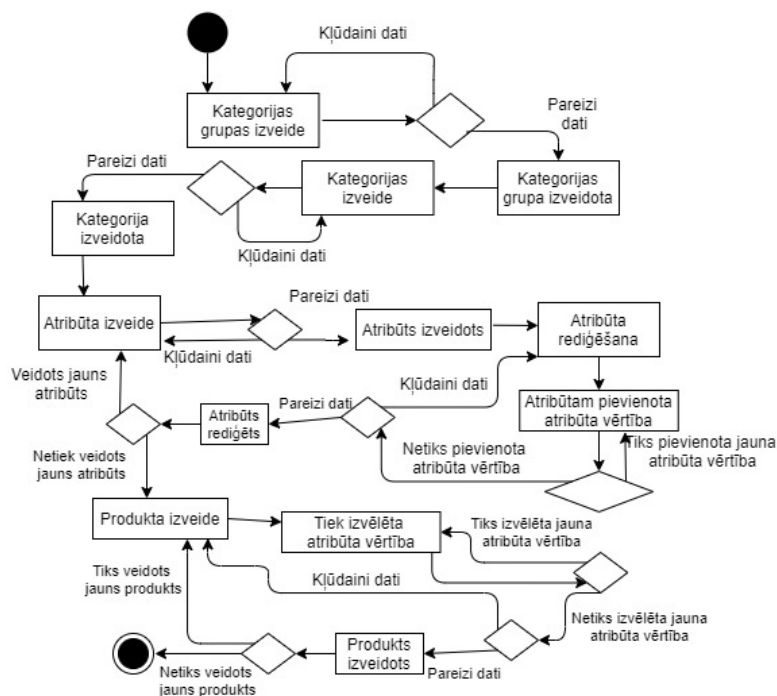 Kļūdaini dati
Kategorijas
grupas izveide
Pareizi
dati
Pareizi dati
Kategorijas
izveide
Kategorijas
grupa izveidota
Kategorija
izveidota
Kļūdaini dati
Pareizi dati
Atribūta izveide
Atribūts izveidots
Atribūta
rediģēšana
Kļūdaini dati
Veidots jauns
atribūts
Kļūdaini dati
Pareizi dati
Atribūts
rediģēts
Atribūtam pievienota
atribūta vērtība
Netiek veidots
jauns atribūts
Netiks pievienota
atribūta vērtība
Tiks pievienota jauna
atribūta vērtība
Produkta izveide
Tiek izvēlēta
atribūta vērtība
Tiks izvēlēta jauna
atribūta vērtība
Tiks veidots
jauns produkts
Kļūdaini dati
Netiks izvēlēta jauna
atribūta vērtība
Produkts
izveidots
Pareizi dati
Netiks veidots
jauns produkts